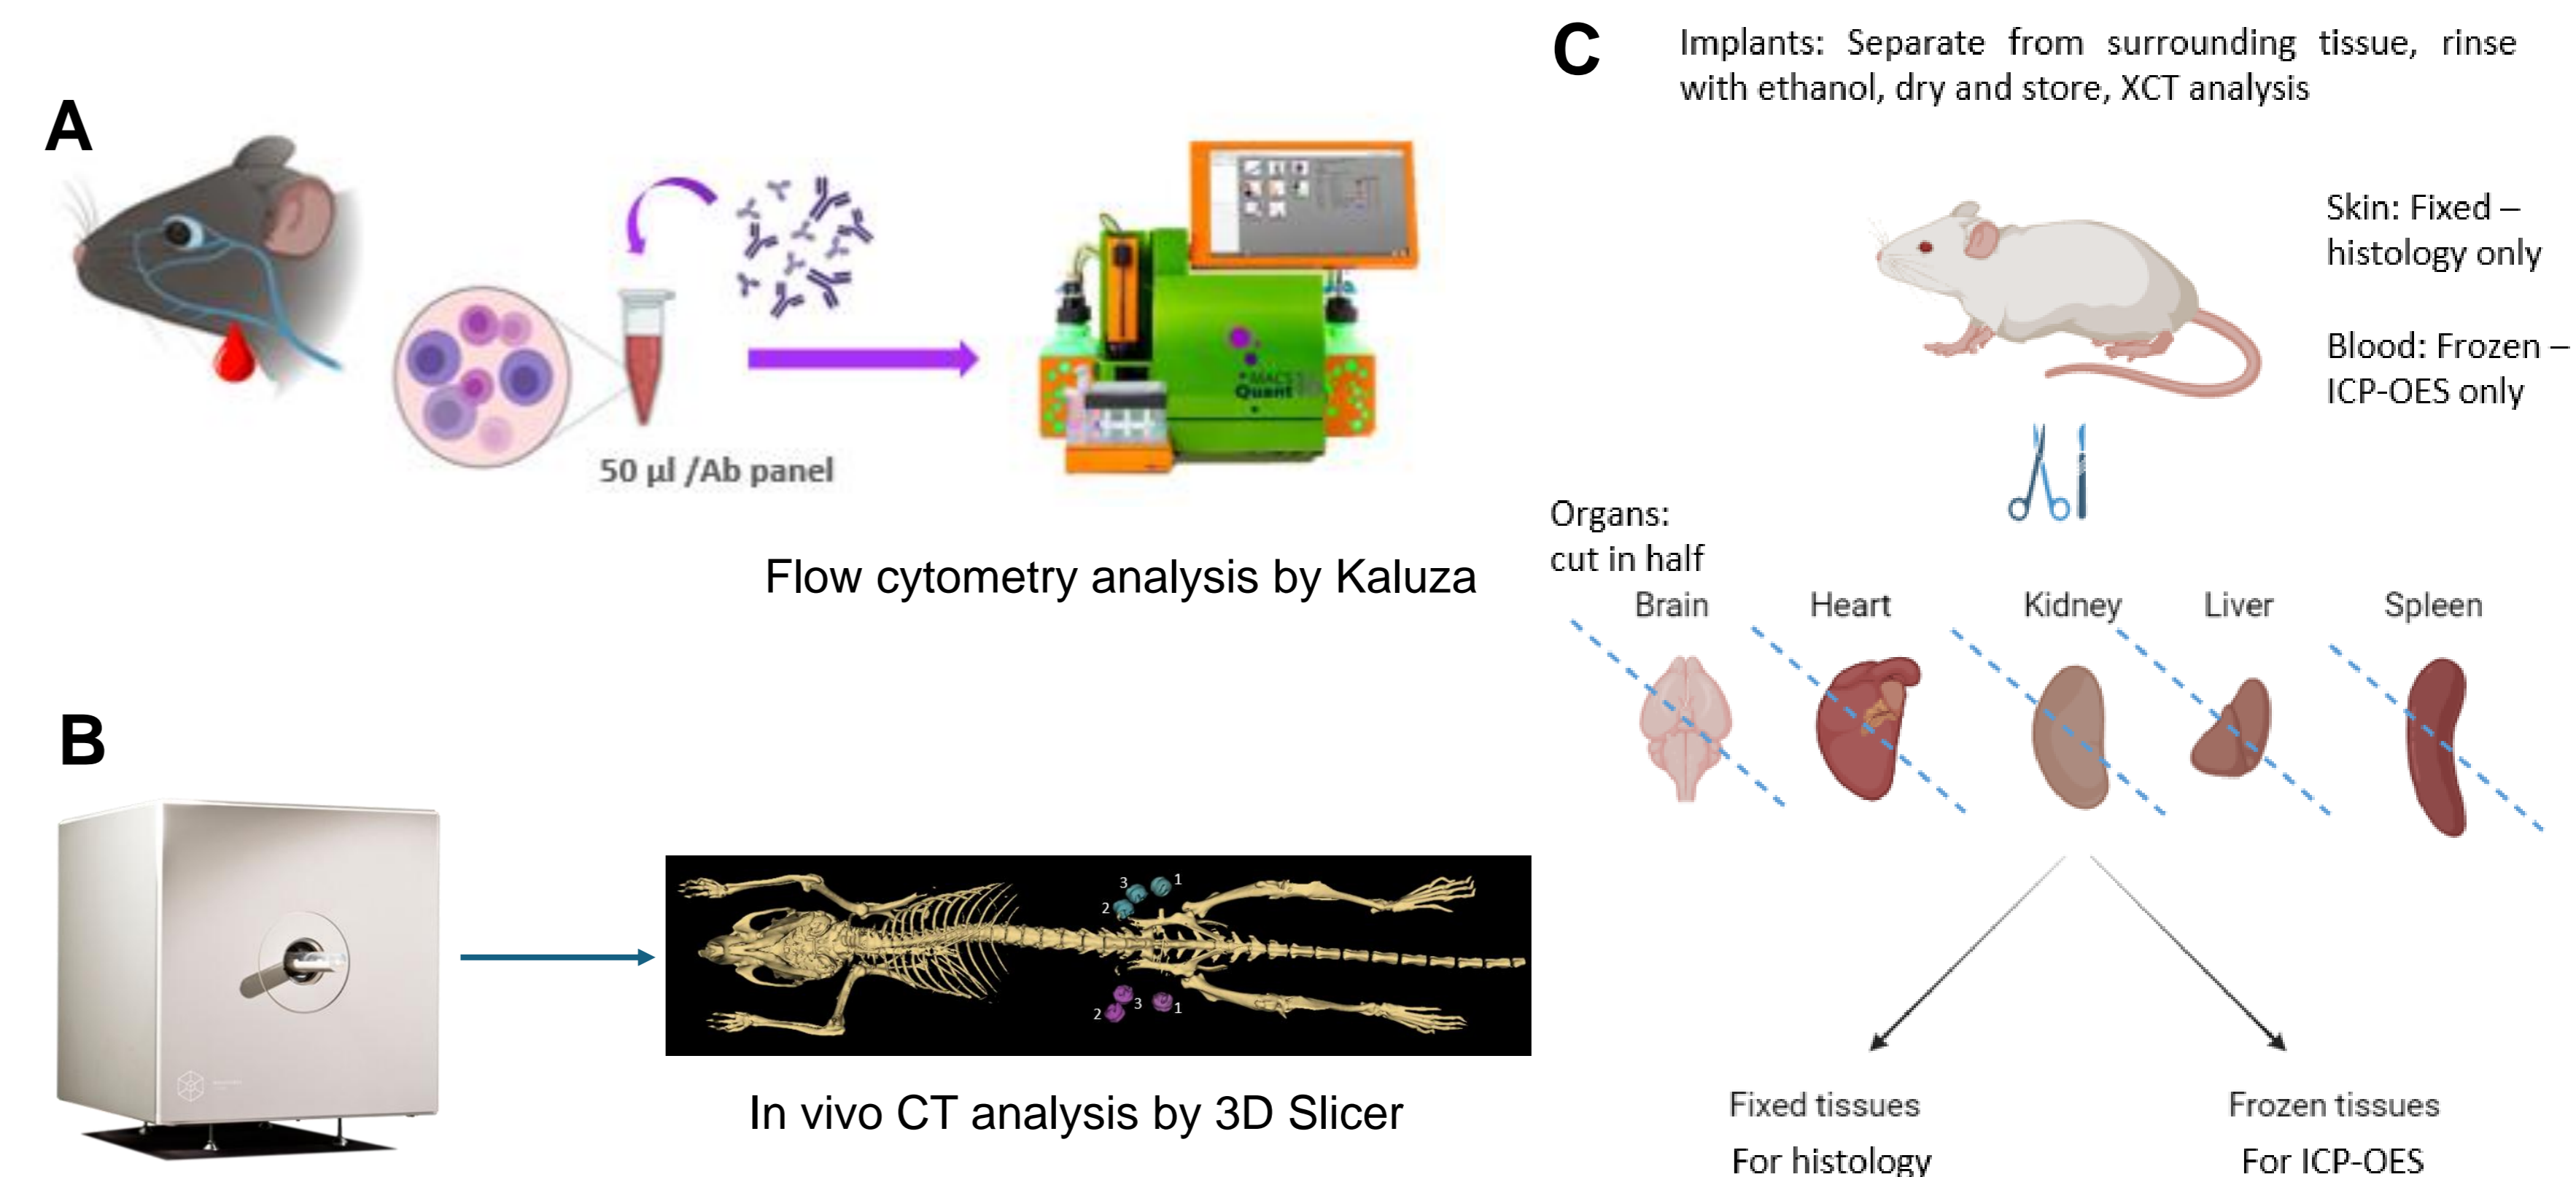 A
50 µl /Ab panel
MACS
Quant
Flow cytometry analysis by Kaluza
B
3
1
2
3
2
1
In vivo CT analysis by 3D Slicer
C
Implants: Separate from surrounding tissue, rinse
with ethanol, dry and store, XCT analysis
Skin: Fixed –
histology only
Blood: Frozen –
ICP-OES only
Organs:
cut in half
Brain Heart Kidney Liver Spleen
Fixed tissues
For histology
Frozen tissues
For ICP-OES